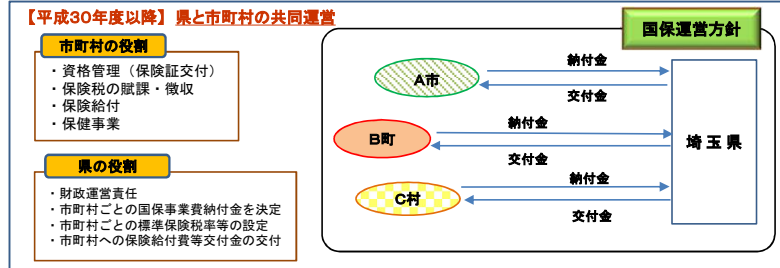 【平成30年度以降】 県と市町村の共同運営
市町村の役割
・資格管理（保険証交付）
・保険税の賦課・徴収
・保険給付
・保健事業
県の役割
・財政運営責任
・市町村ごとの国保事業費納付金を決定
・市町村ごとの標準保険税率等の設定
・市町村への保険給付費等交付金の交付
国保運営方針
A市
納付金
交付金
B町
納付金
交付金
C村
納付金
交付金
埼玉県